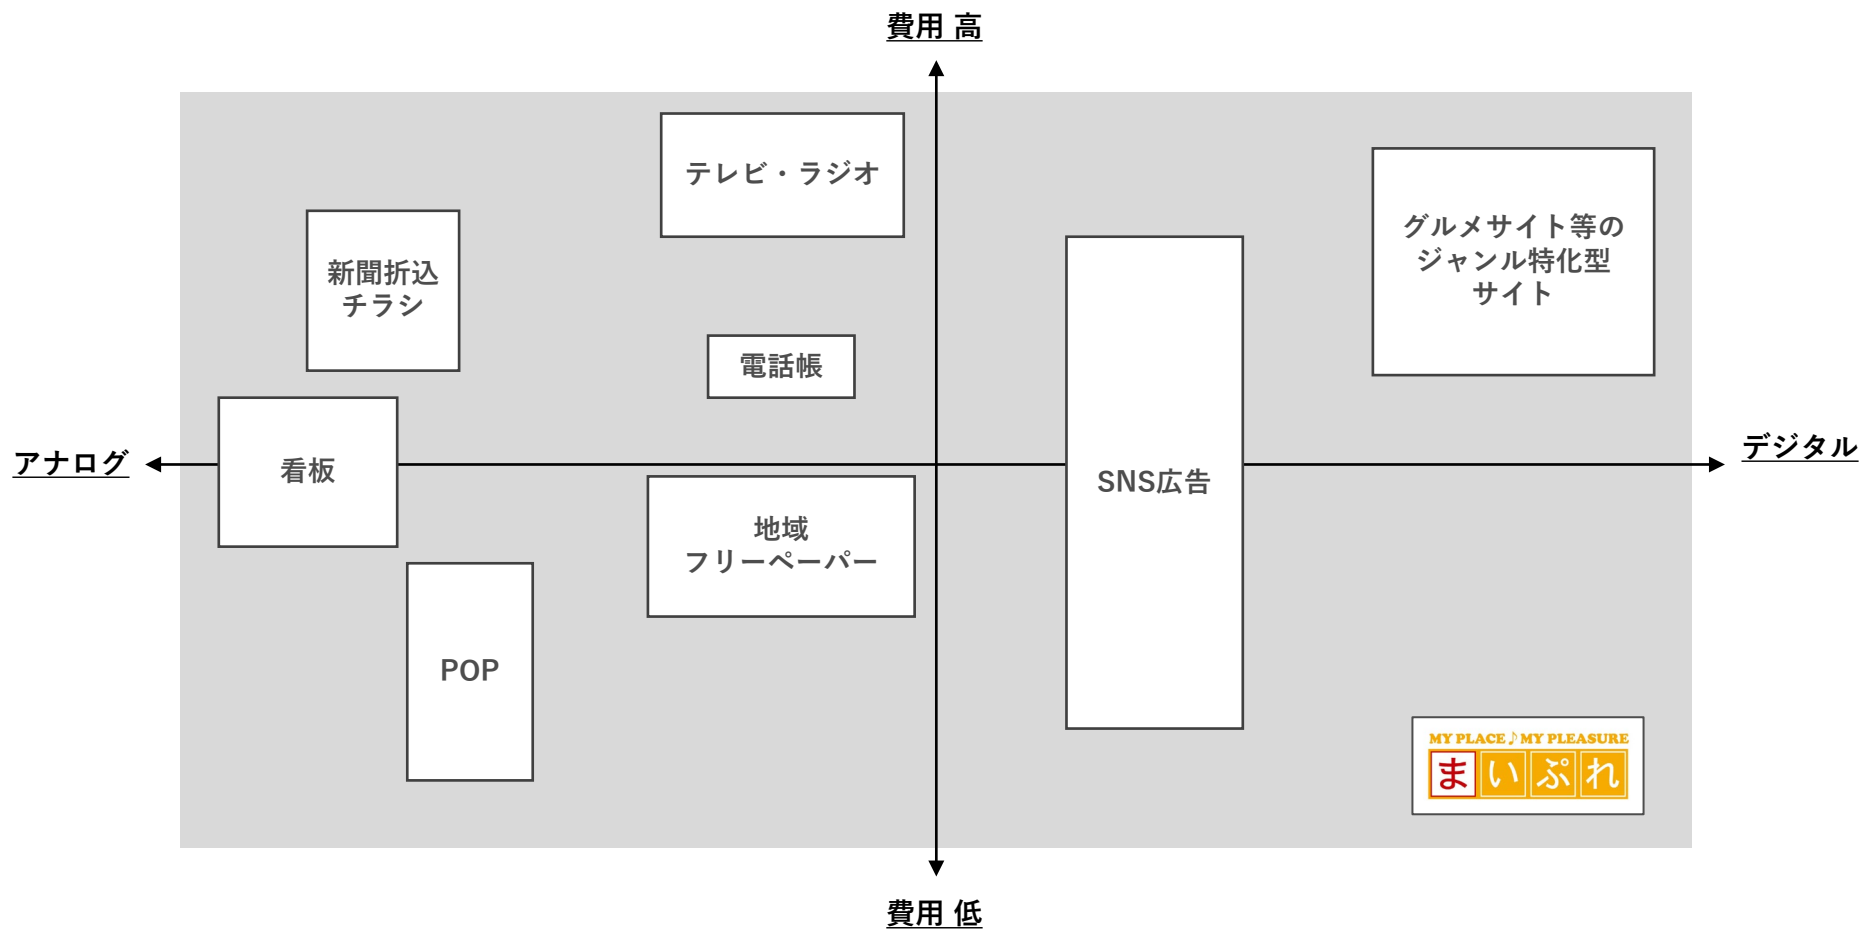 費用 高
テレビ・ラジオ
グルメサイト等の
ジャンル特化型
サイト
新聞折込
チラシ
電話帳
アナログ
看板
SNS広告
デジタル
地域
フリーペーパー
POP
MY PLACE♪MY PLEASURE
まいぷれ
費用 低